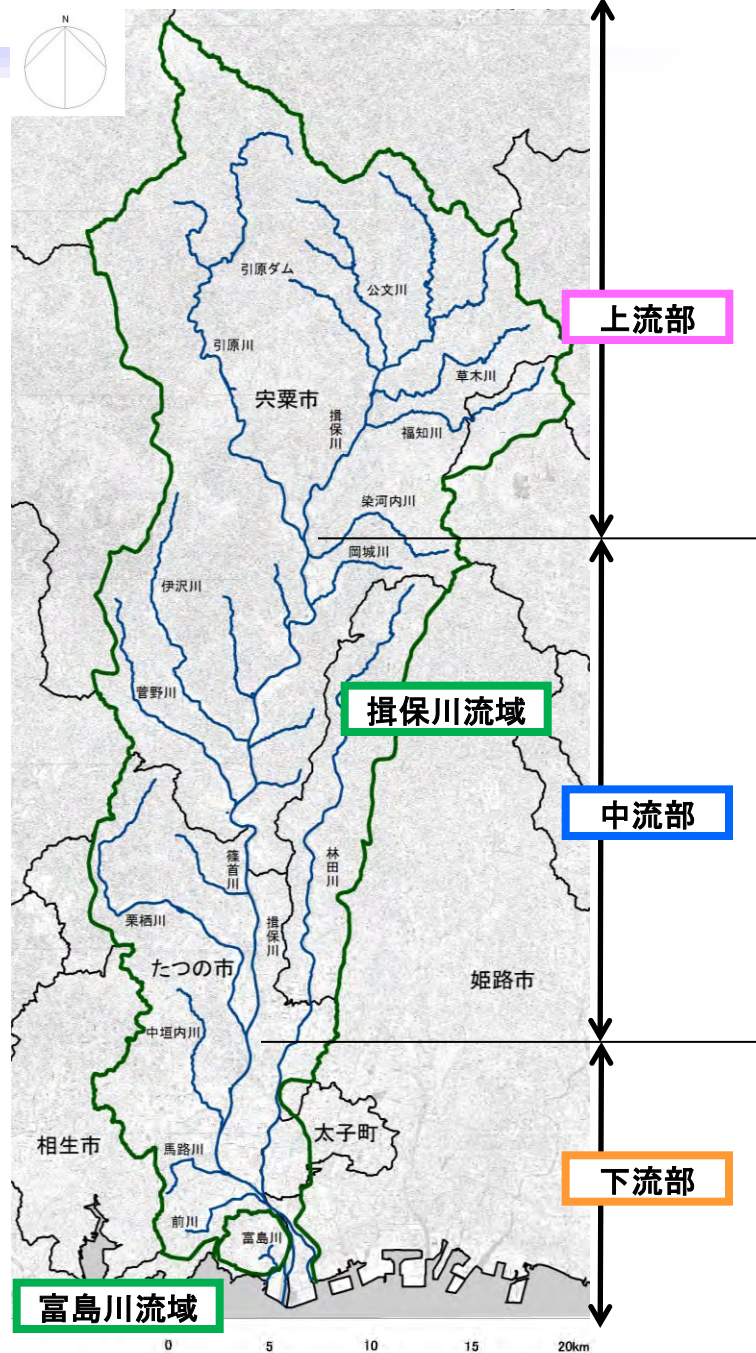 N
引原ダム
公文川
上流部
引原川
草木川
宍粟市
揖保川
福知川
染河内川
岡城川
伊沢川
菅野川
揖保川流域
中流部
篠首川
林田川
栗栖川
揖保川
たつの市
姫路市
中垣内川
太子町
相生市
馬路川
下流部
前川
富島川
富島川流域
0 5 10 15 20km